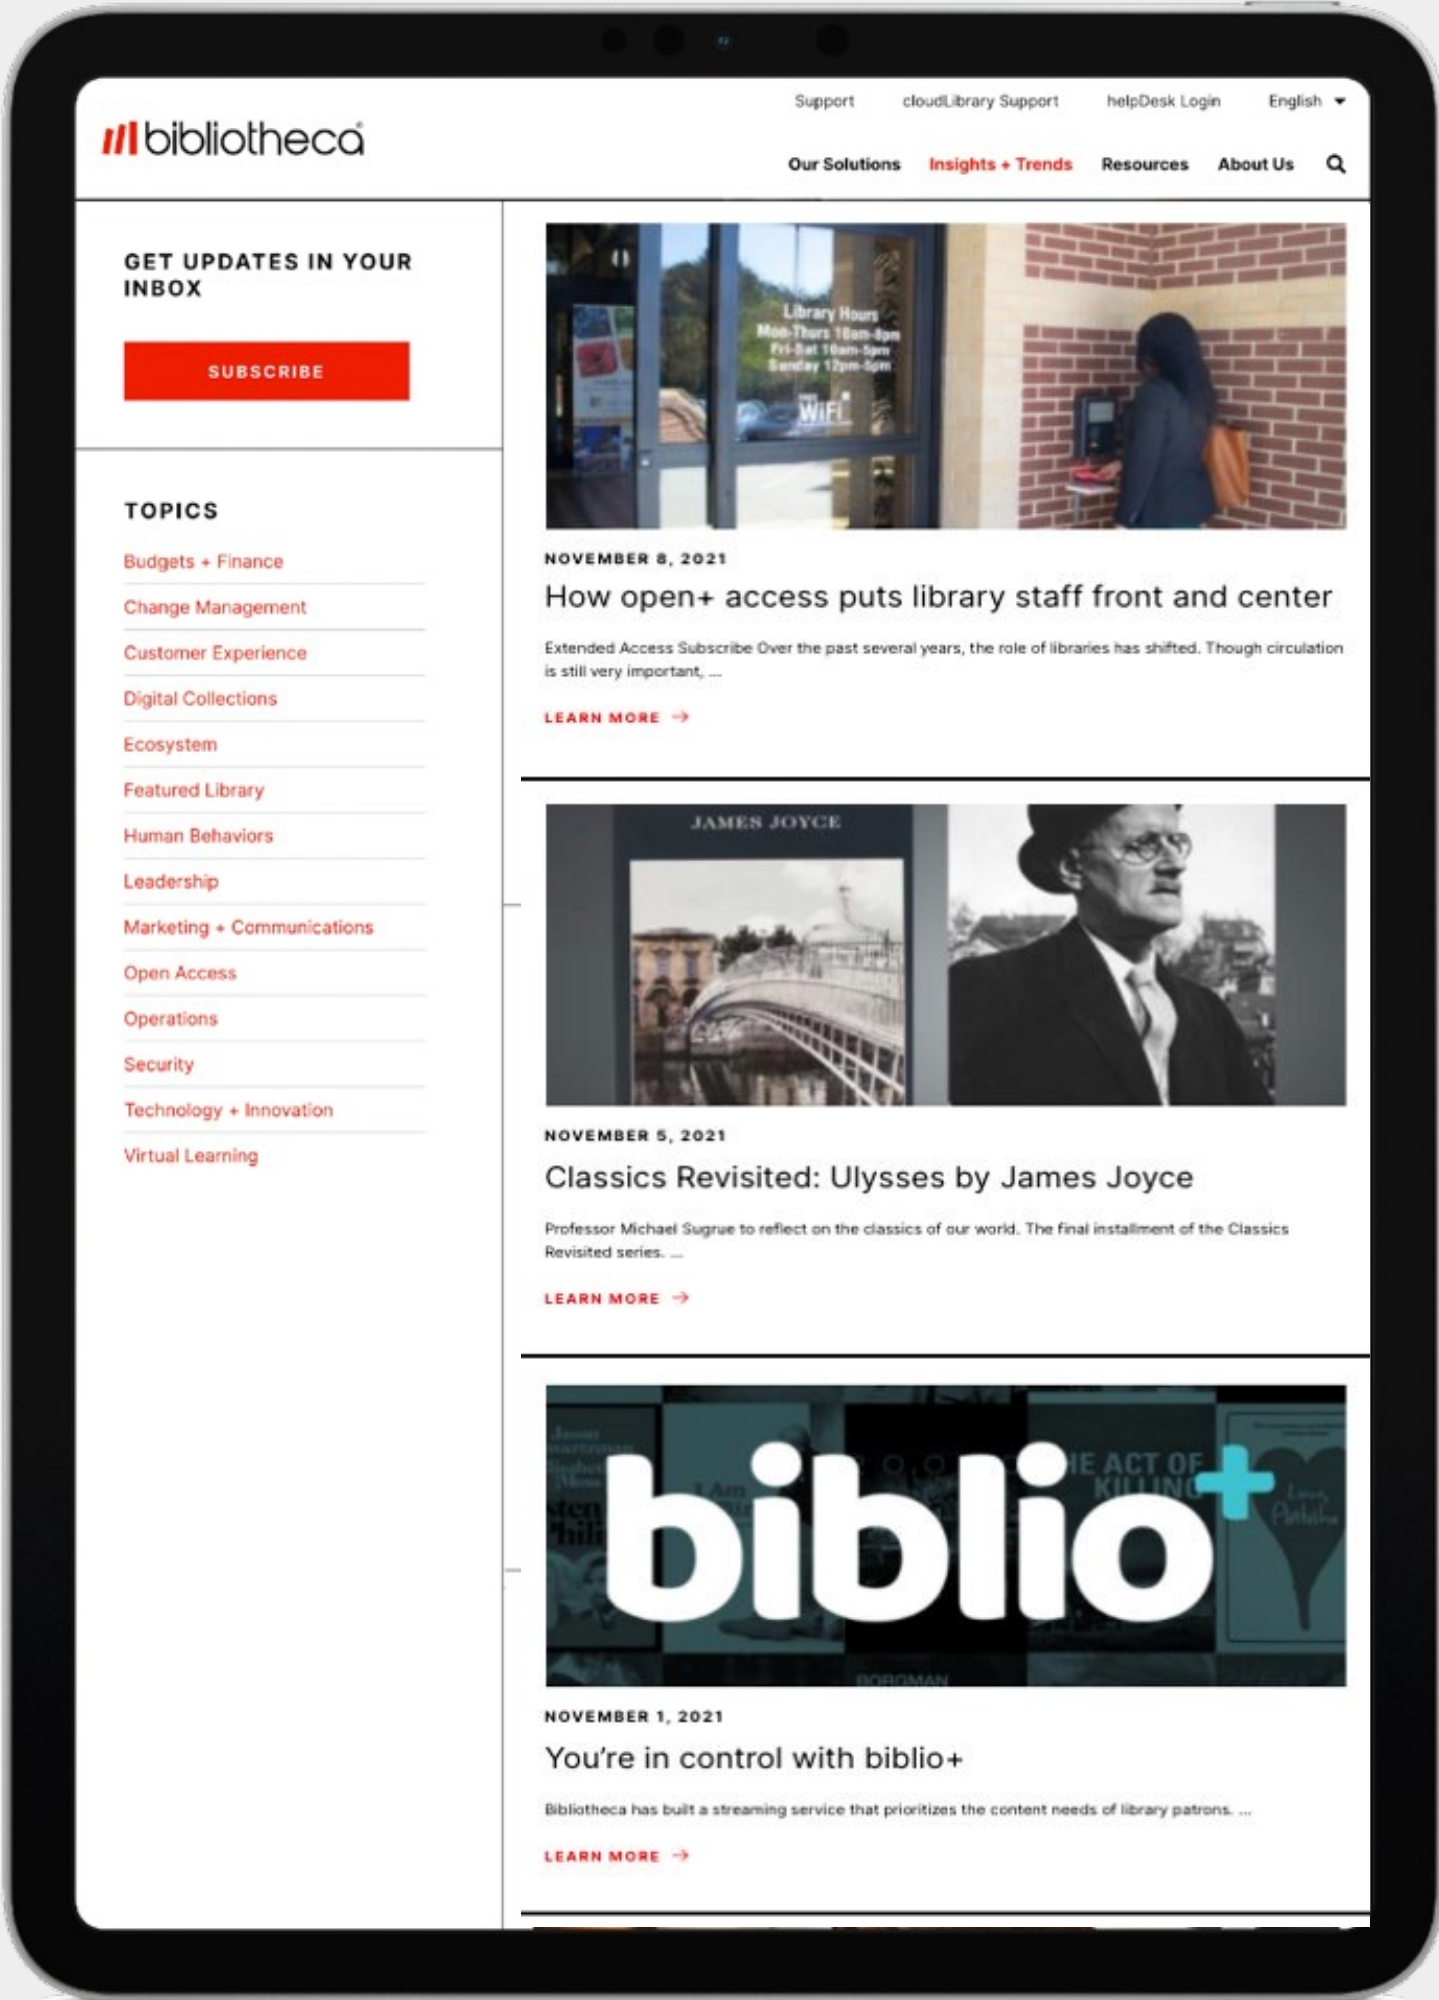 Support cloudLibrary Support helpDesk Login English
bibliotheca
Our Solutions Insights + Trends Resources About Us
GET UPDATES IN YOUR
INBOX
SUBSCRIBE
TOPICS
Budgets + Finance
Change Management
Customer Experience
Digital Collections
Ecosystem
Featured Library
Human Behaviors
Leadership
Marketing + Communications
Open Access
Operations
Security
Technology + Innovation
Virtual Learning
Library Hours
Mon-Thurs 10am-8pm
Fri-Sat 10am-5pm
Sunday 12pm-5pm
WiFi
NOVEMBER 8, 2021
How open+ access puts library staff front and center
Extended Access Subscribe Over the past several years, the role of libraries has shifted. Though circulation
is still very important, ...
LEARN MORE →
JAMES JOYCE
NOVEMBER 5, 2021
Classics Revisited: Ulysses by James Joyce
Professor Michael Sugrue to reflect on the classics of our world. The final installment of the Classics
Revisited series. ...
LEARN MORE →
biblio+
THE ACT OF
KILLING
I Am
BORGMAN
NOVEMBER 1, 2021
You're in control with biblio+
Bibliotheca has built a streaming service that prioritizes the content needs of library patrons. ...
LEARN MORE →